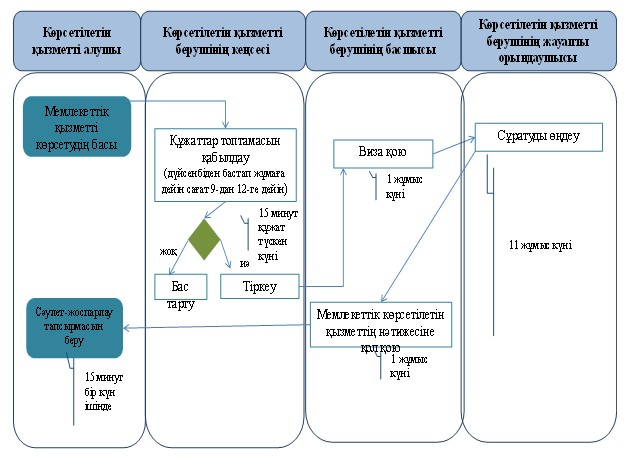 Көрсетілетін
қызметті алушы
Көрсетілетін қызметті
берушінің кеңсесі
Көрсетілетін қызметті
берушінің басшысы
Көрсетілетін қызметті
берушінің жауапты
орындаушысы
Мемлекеттік
қызметті
көрсетудің басы
Құжаттар топтамасын
қабылдау
(дүйсенбіден бастап жұмаға
дейін сағат 9-дан 12-ге дейін)
Виза қою
Сұратуды өңдеу
1 жұмыс
күні
15 минут
құжат
түскен
күні
11 жұмыс күні
жоқ
иә
Бас
тарту
Тіркеу
Сәулет-жоспарлау
тапсырмасын
беру
Мемлекеттік көрсетілетін
қызметтің нәтижесіне
қол қою
1 жұмыс
күні
15 минут
бір күн
ішінде